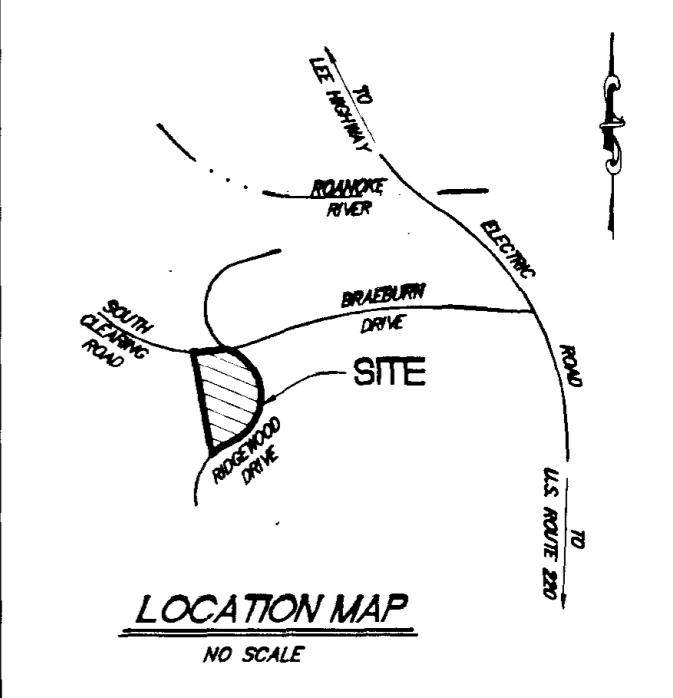 TO
LEE HIGHWAY
ROANOKE
RIVER
ELECTRIC
ROAD
BRAEBURN
DRIVE
SOUTH
CLEARING
ROAD
SITE
RIDGEWOOD
DRIVE
TO
U.S. ROUTE 220
LOCATION MAP
NO SCALE